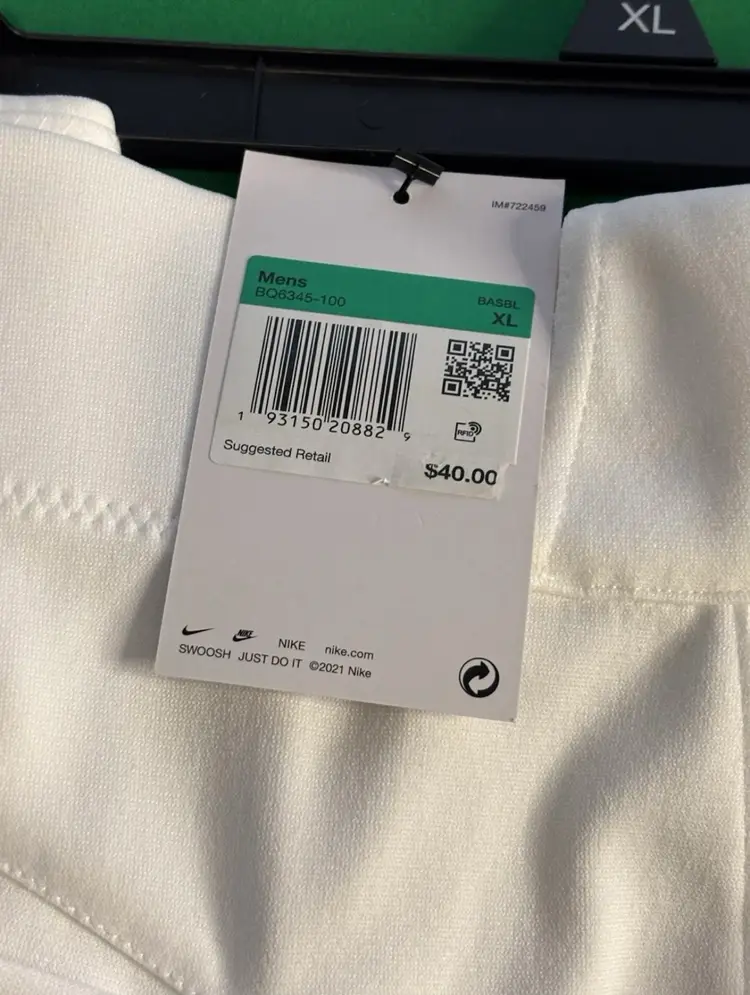 XL
IM#722459
Mens
BQ6345-100
BASBL
XL
1 93150 20882 9
RFID
Suggested Retail
$40.00
NIKE
NIKE nike.com
SWOOSH JUST DO IT ©2021 Nike